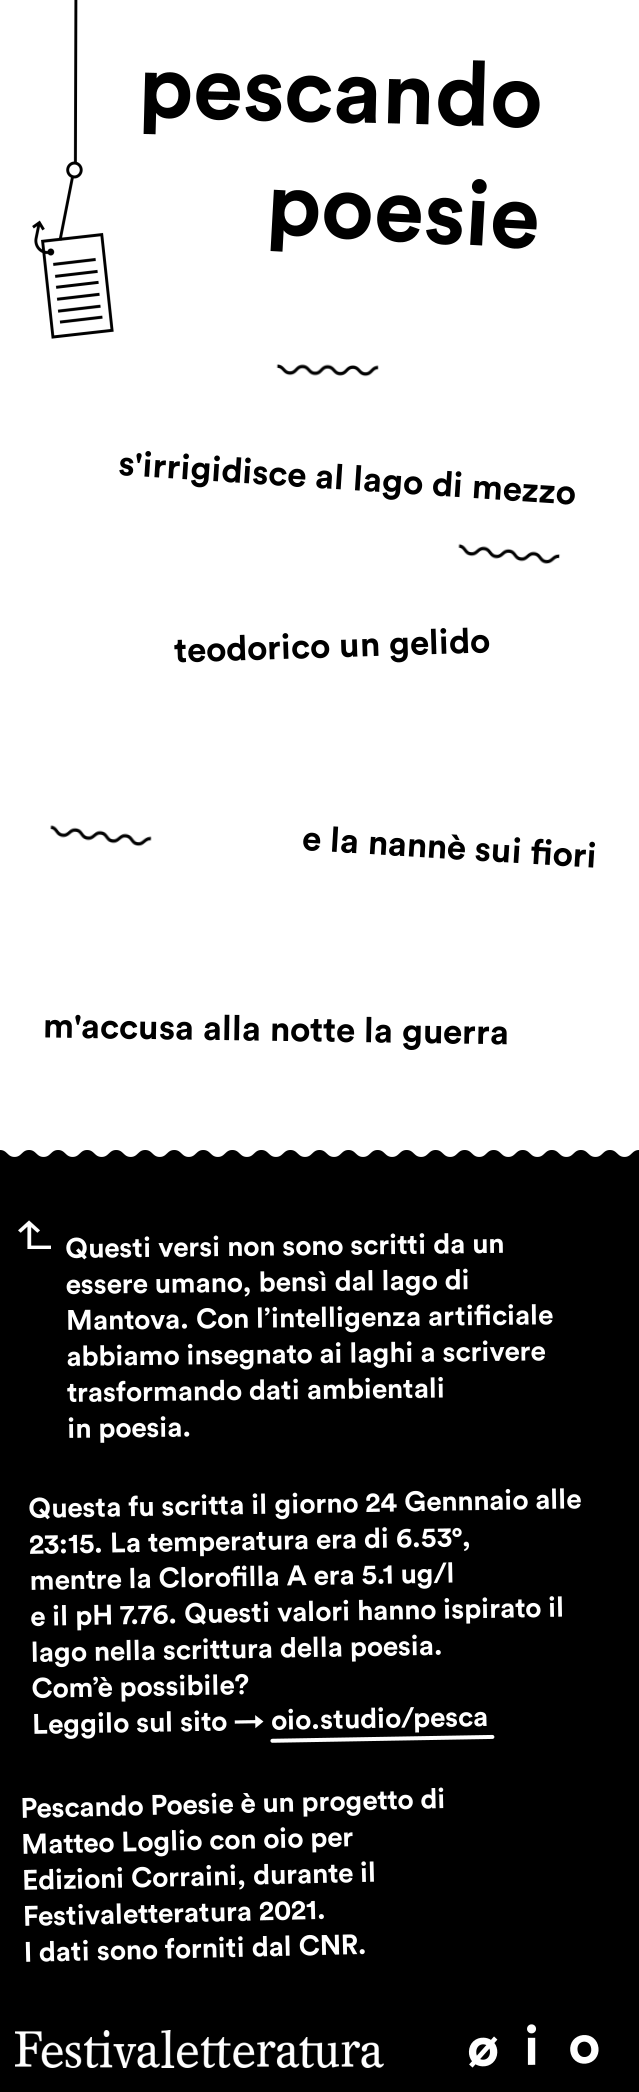 pescando
poesie
s'irrigidisce al lago di mezzo
teodorico un gelido
e la nannè sui fiori
m'accusa alla notte la guerra
Questi versi non sono scritti da un
essere umano, bensì dal lago di
Mantova. Con l’intelligenza artificiale
abbiamo insegnato ai laghi a scrivere
trasformando dati ambientali
in poesia.
Questa fu scritta il giorno 24 Gennnaio alle
23:15. La temperatura era di 6.53°,
mentre la Clorofilla A era 5.1 ug/l
e il pH 7.76. Questi valori hanno ispirato il
lago nella scrittura della poesia.
Com’è possibile?
Leggilo sul sito → oio.studio/pesca
Pescando Poesie è un progetto di
Matteo Loglio con oio per
Edizioni Corraini, durante il
Festivaletteratura 2021.
I dati sono forniti dal CNR.
Festivaletteratura ø i o